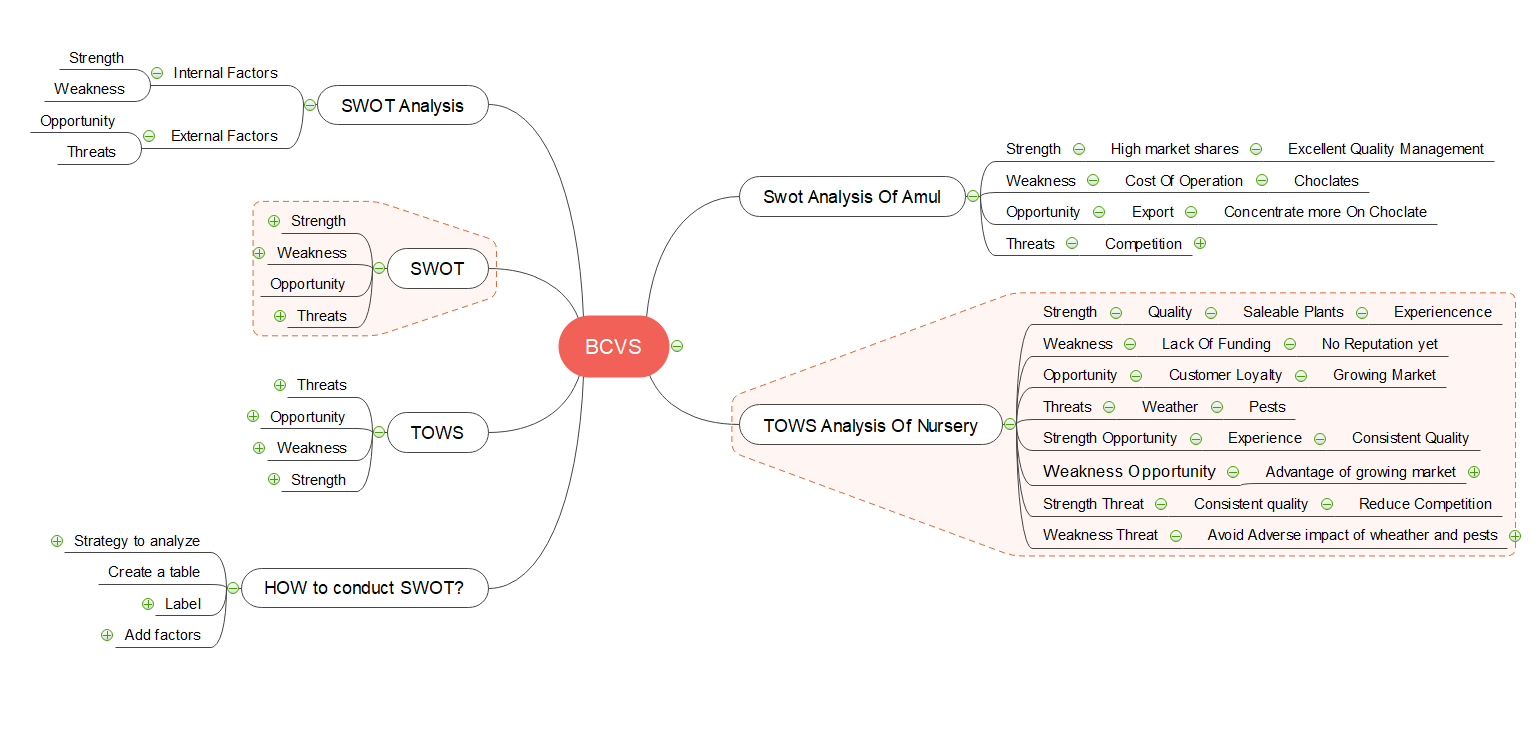 BCVS
SWOT Analysis
Internal Factors
Strength
Weakness
External Factors
Opportunity
Threats
SWOT
Strength
Weakness
Opportunity
Threats
TOWS
Threats
Opportunity
Weakness
Strength
HOW to conduct SWOT?
Strategy to analyze
Create a table
Label
Add factors
Swot Analysis Of Amul
Strength High market shares Excellent Quality Management
Weakness Cost Of Operation Choclates
Opportunity Export Concentrate more On Choclate
Threats Competition
TOWS Analysis Of Nursery
Strength Quality Saleable Plants Experiencence
Weakness Lack Of Funding No Reputation yet
Opportunity Customer Loyalty Growing Market
Threats Weather Pests
Strength Opportunity Experience Consistent Quality
Weakness Opportunity Advantage of growing market
Strength Threat Consistent quality Reduce Competition
Weakness Threat Avoid Adverse impact of wheather and pests